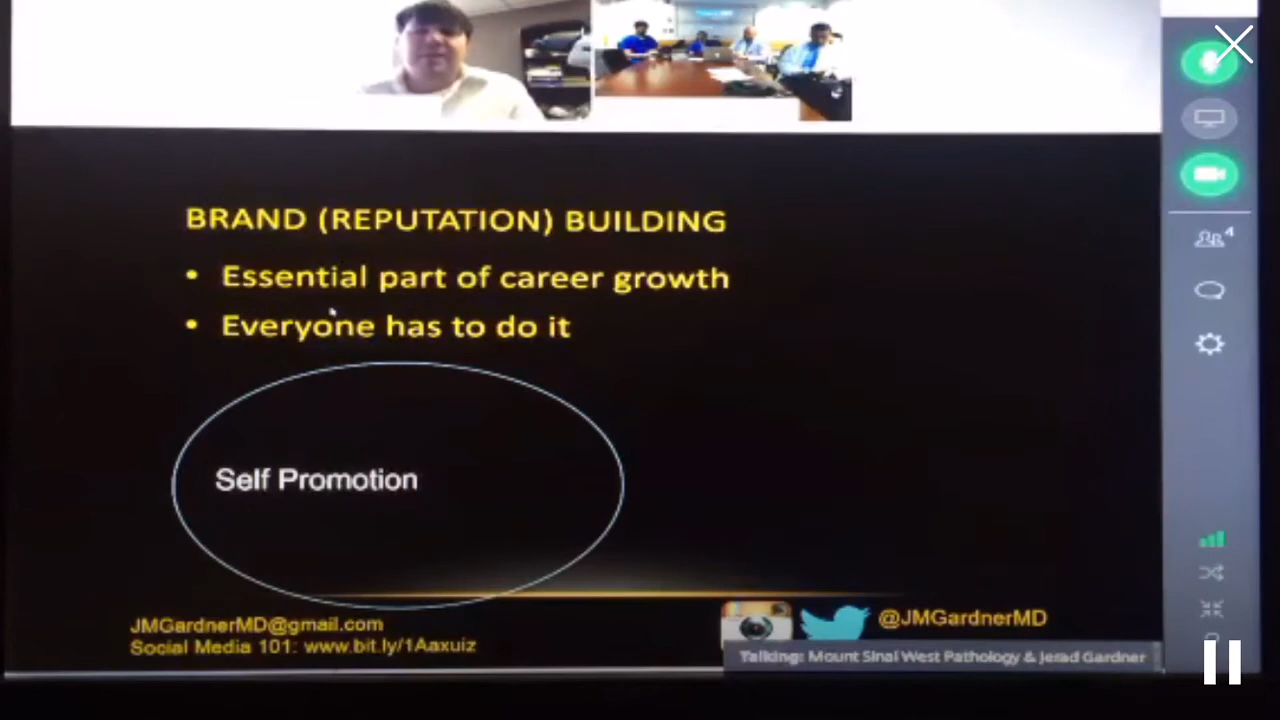 BRAND (REPUTATION) BUILDING
• Essential part of career growth
• Everyone has to do it
Self Promotion
JMGardnerMD@gmail.com
Social Media 101: www.bit.ly/1Aaxuiz
@JMGardnerMD
Talking: Mount Sinai West Pathology & Jerad Gardner
4